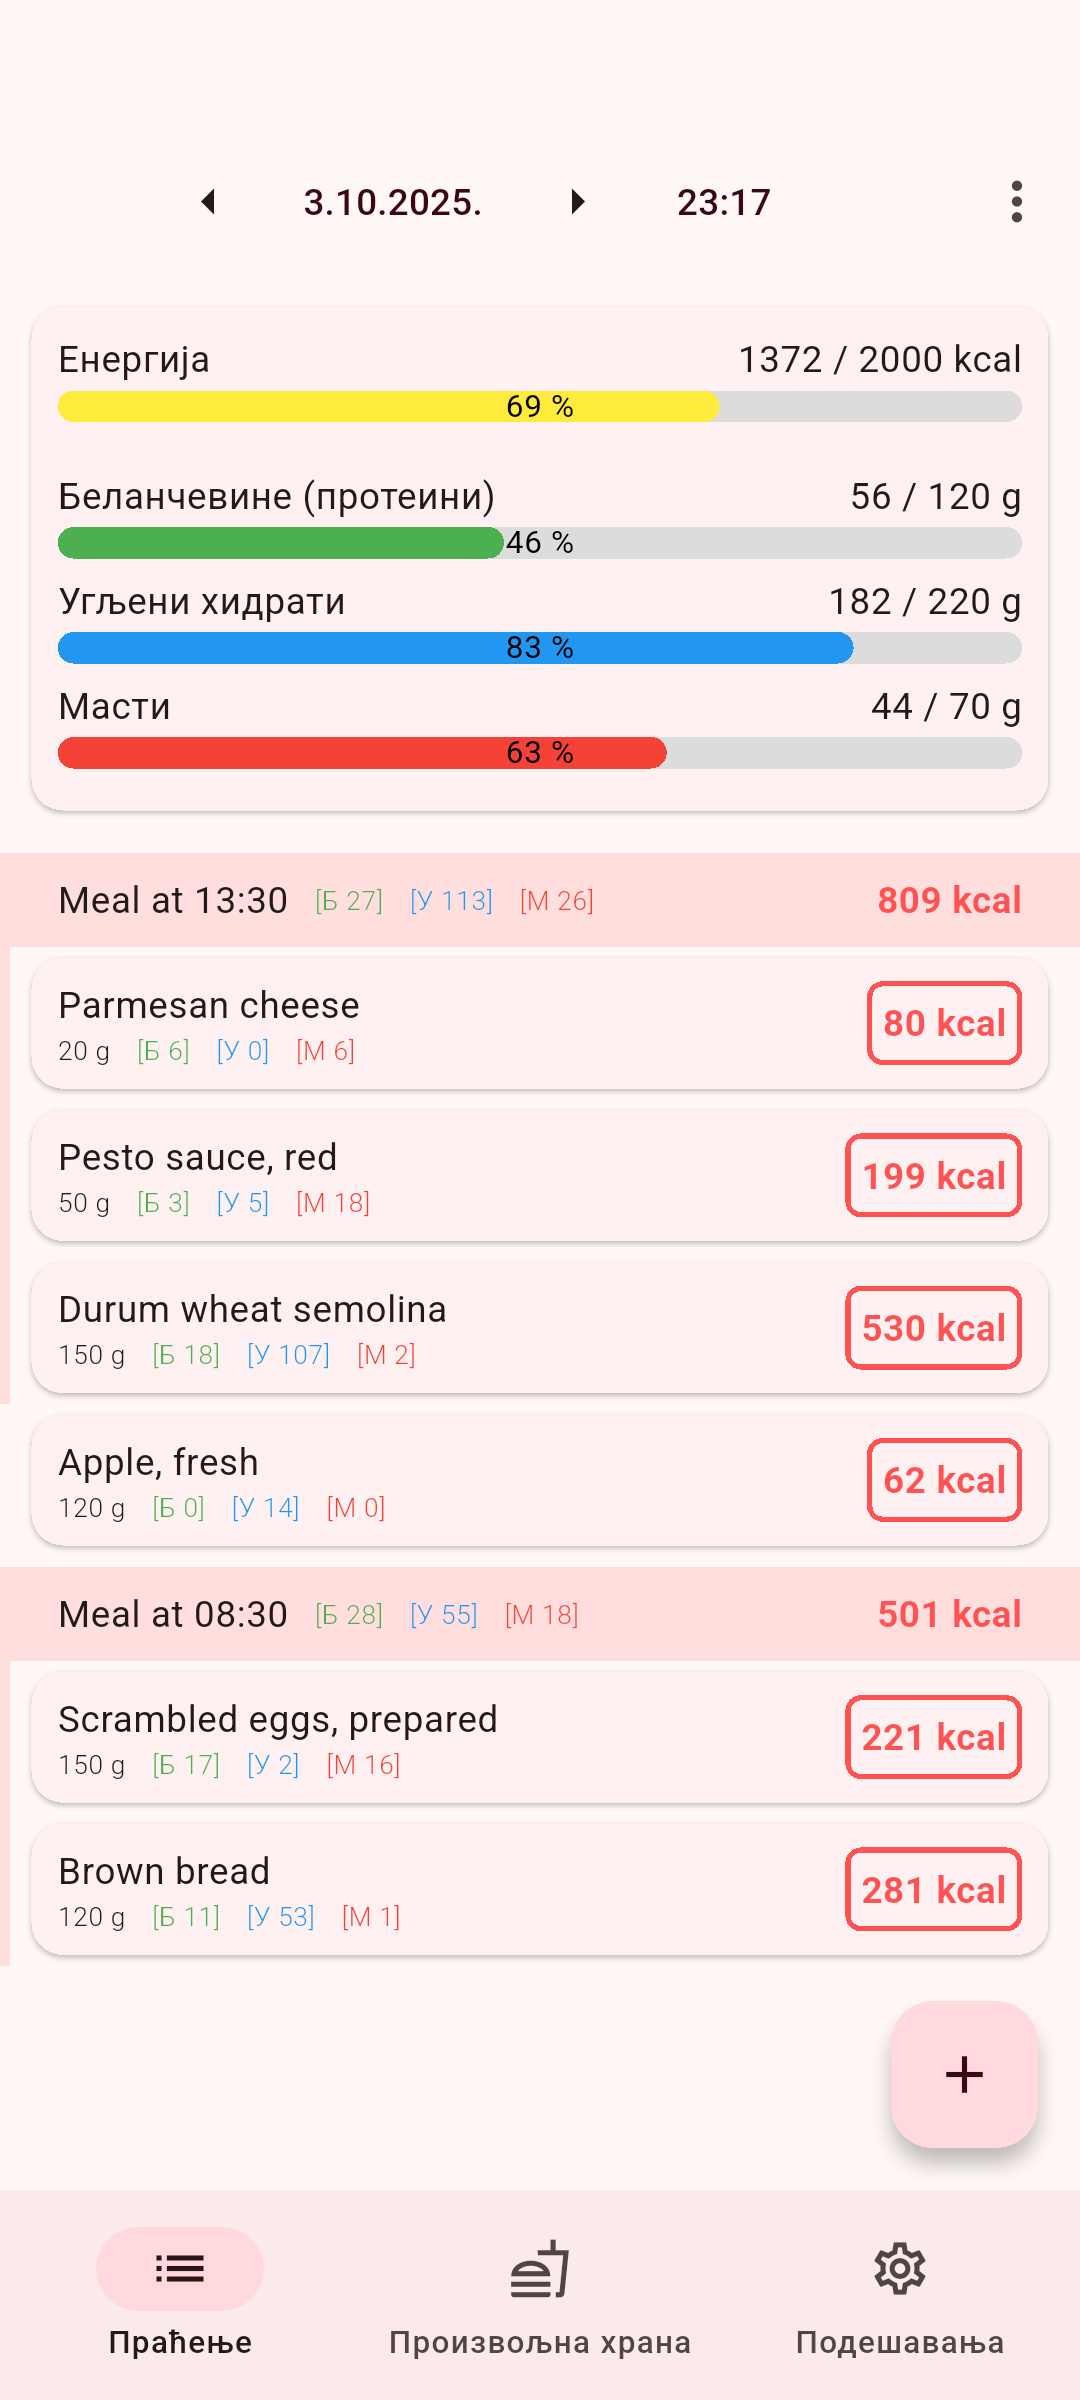 3.10.2025. 23:17
Енергија 1372 / 2000 kcal
69 %
Беланчевине (протеини) 56 / 120 g
46 %
Угљени хидрати 182 / 220 g
83 %
Масти 44 / 70 g
63 %
Meal at 13:30 [Б 27] [У 113] [М 26] 809 kcal
Parmesan cheese
20 g [Б 6] [У 0] [М 6]
80 kcal
Pesto sauce, red
50 g [Б 3] [У 5] [М 18]
199 kcal
Durum wheat semolina
150 g [Б 18] [У 107] [М 2]
530 kcal
Apple, fresh
120 g [Б 0] [У 14] [М 0]
62 kcal
Meal at 08:30 [Б 28] [У 55] [М 18] 501 kcal
Scrambled eggs, prepared
150 g [Б 17] [У 2] [М 16]
221 kcal
Brown bread
120 g [Б 11] [У 53] [М 1]
281 kcal
Праћење Произвољна храна Подешавања